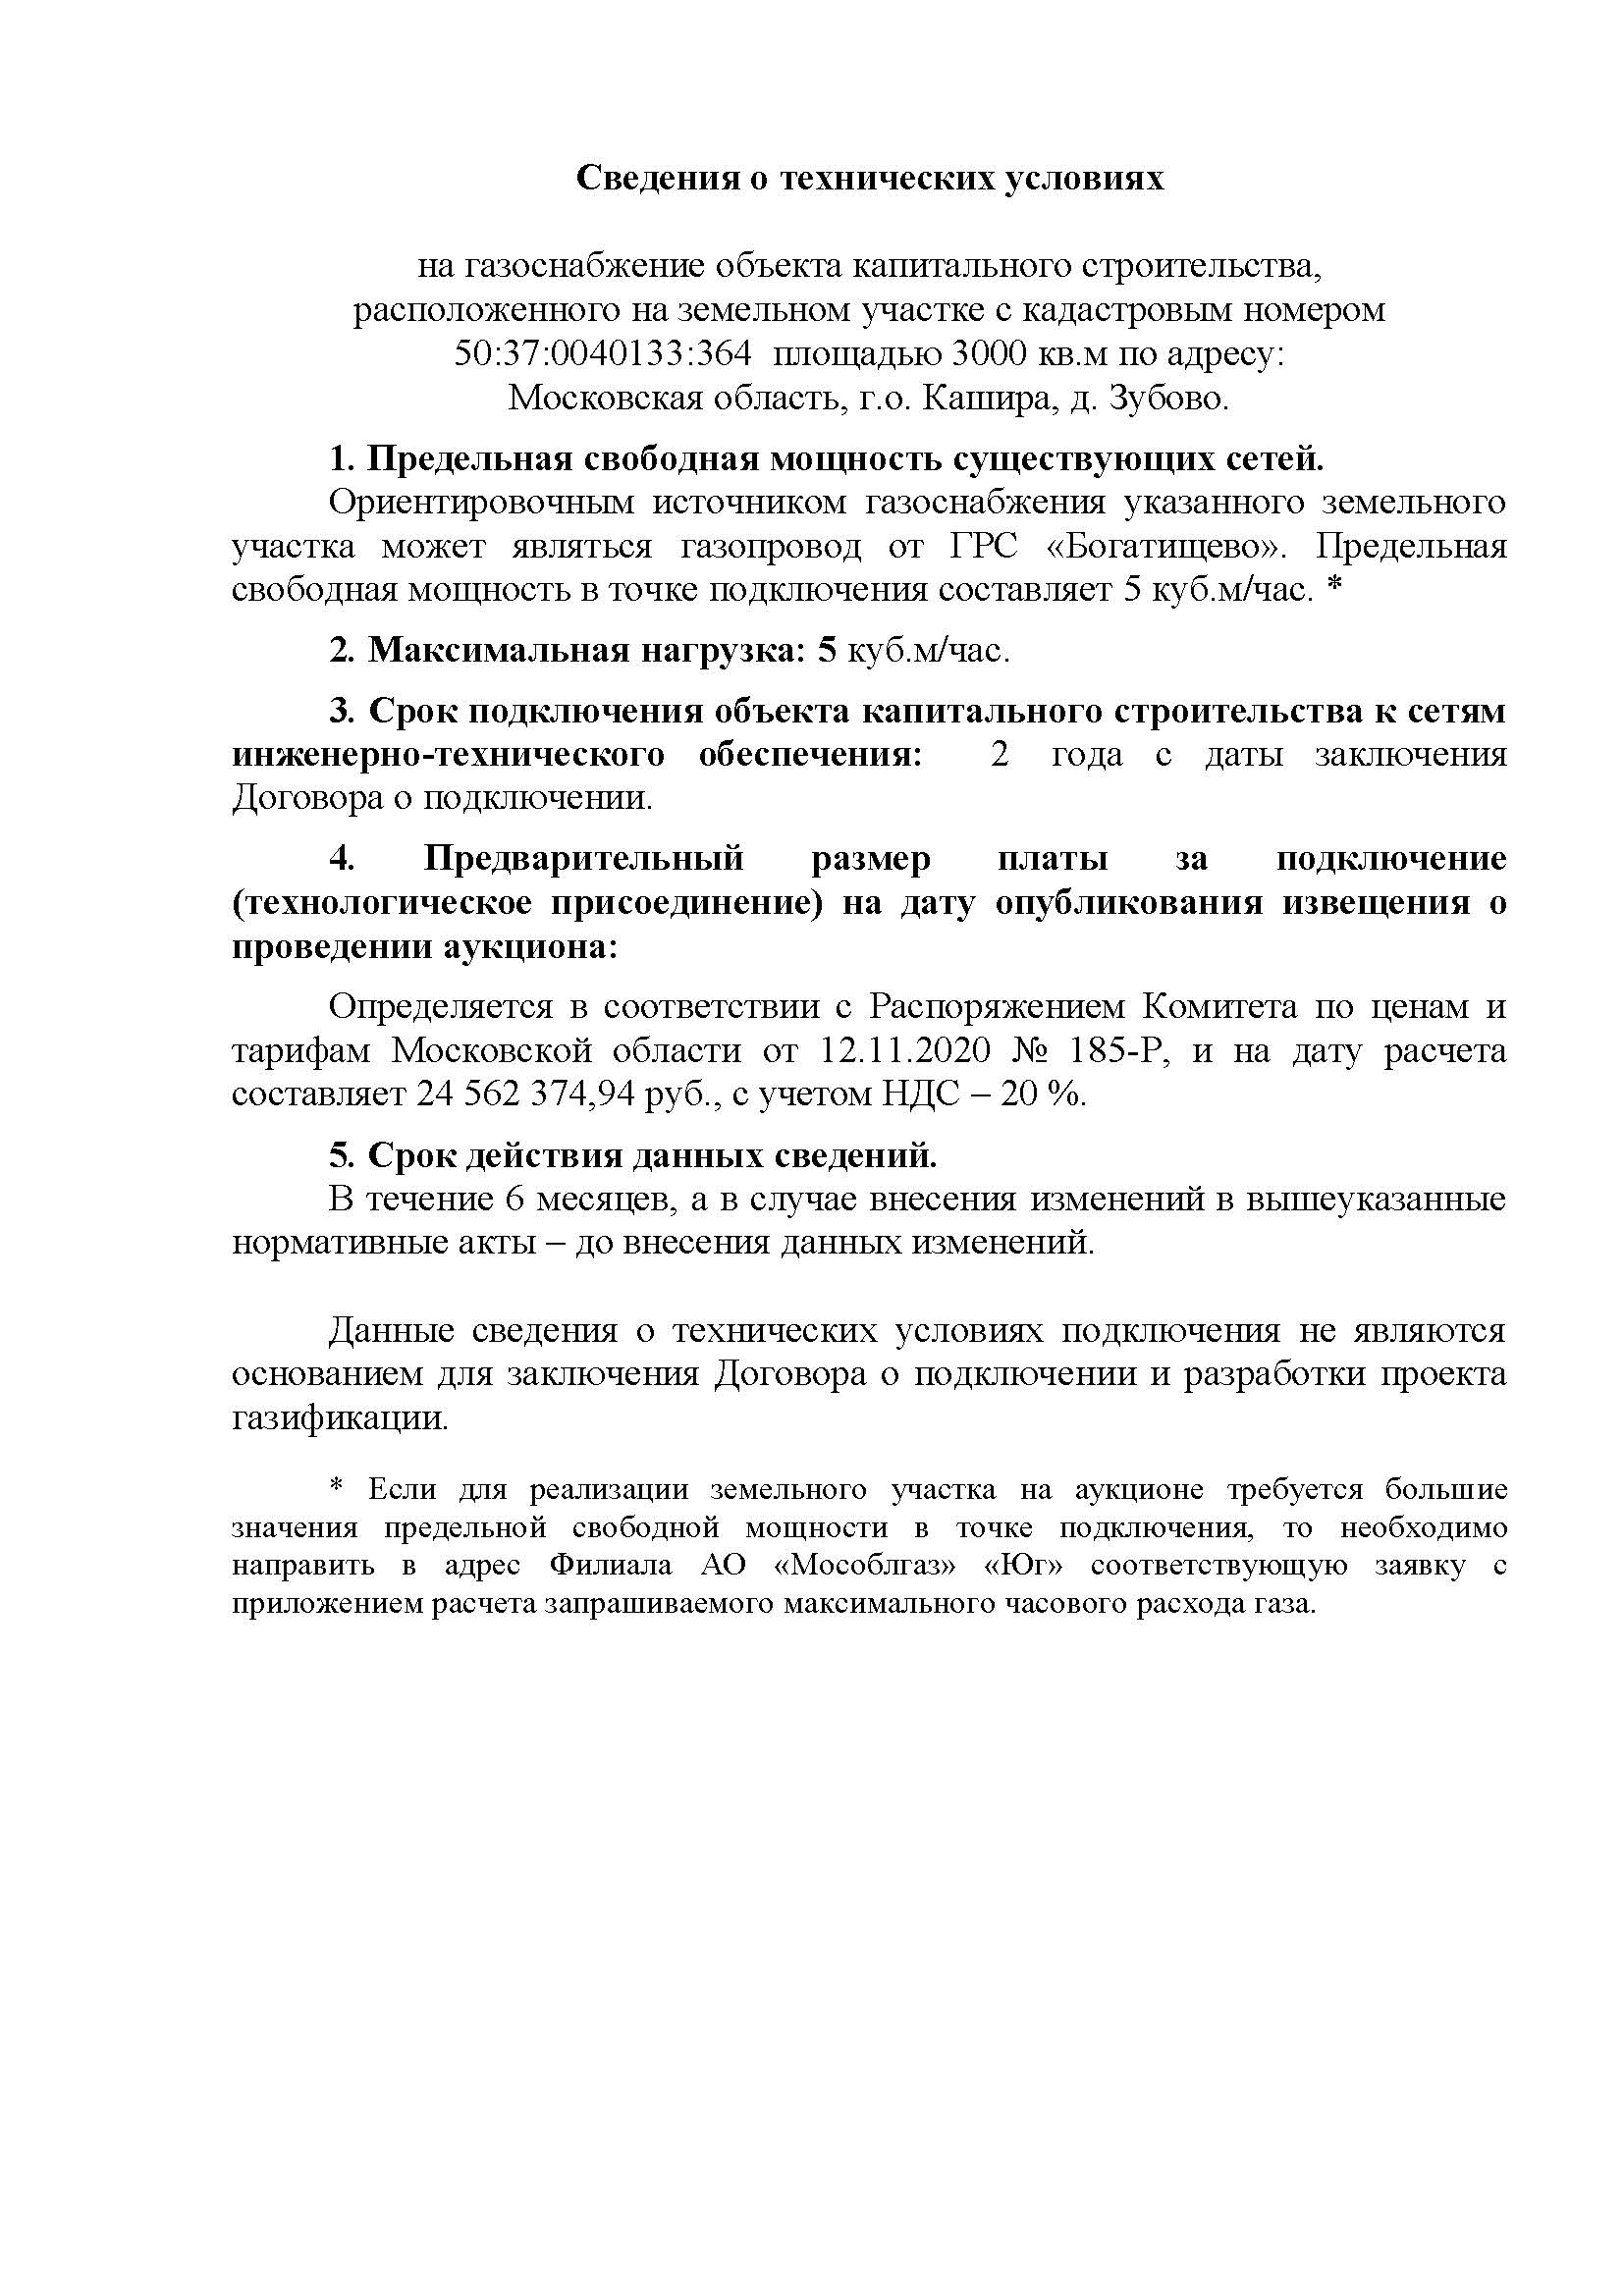 Сведения о технических условиях
на газоснабжение объекта капитального строительства,
расположенного на земельном участке с кадастровым номером
50:37:0040133:364 площадью 3000 кв.м по адресу:
Московская область, г.о. Кашира, д. Зубово.
1. Предельная свободная мощность существующих сетей.
Ориентировочным источником газоснабжения указанного земельного
участка может являться газопровод от ГРС «Богатищево». Предельная
свободная мощность в точке подключения составляет 5 куб.м/час. *
2. Максимальная нагрузка: 5 куб.м/час.
3. Срок подключения объекта капитального строительства к сетям
инженерно-технического обеспечения: 2 года с даты заключения
Договора о подключении.
4. Предварительный размер платы за подключение
(технологическое присоединение) на дату опубликования извещения о
проведении аукциона:
Определяется в соответствии с Распоряжением Комитета по ценам и
тарифам Московской области от 12.11.2020 № 185-Р, и на дату расчета
составляет 24 562 374,94 руб., с учетом НДС – 20 %.
5. Срок действия данных сведений.
В течение 6 месяцев, а в случае внесения изменений в вышеуказанные
нормативные акты – до внесения данных изменений.
Данные сведения о технических условиях подключения не являются
основанием для заключения Договора о подключении и разработки проекта
газификации.
* Если для реализации земельного участка на аукционе требуется большие
значения предельной свободной мощности в точке подключения, то необходимо
направить в адрес Филиала АО «Мособлгаз» «Юг» соответствующую заявку с
приложением расчета запрашиваемого максимального часового расхода газа.